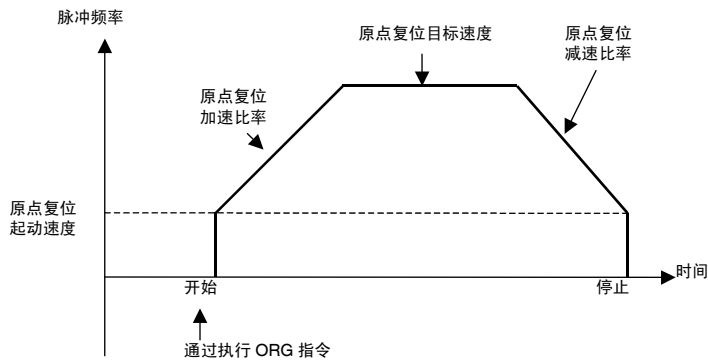 脉冲频率
原点复位目标速度
原点复位
减速比率
原点复位
加速比率
原点复位
起动速度
时间
开始
停止
通过执行 ORG 指令